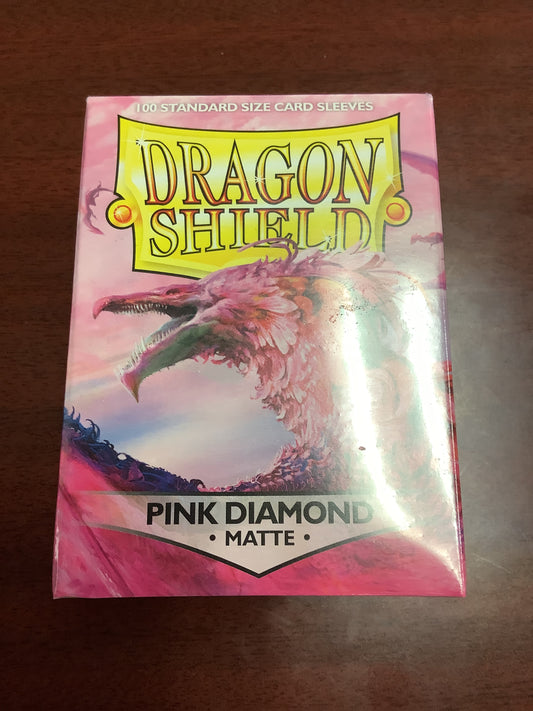 100 STANDARD SIZE CARD SLEEVES
DRAGON
SHIELD
PINK DIAMOND
• MATTE •